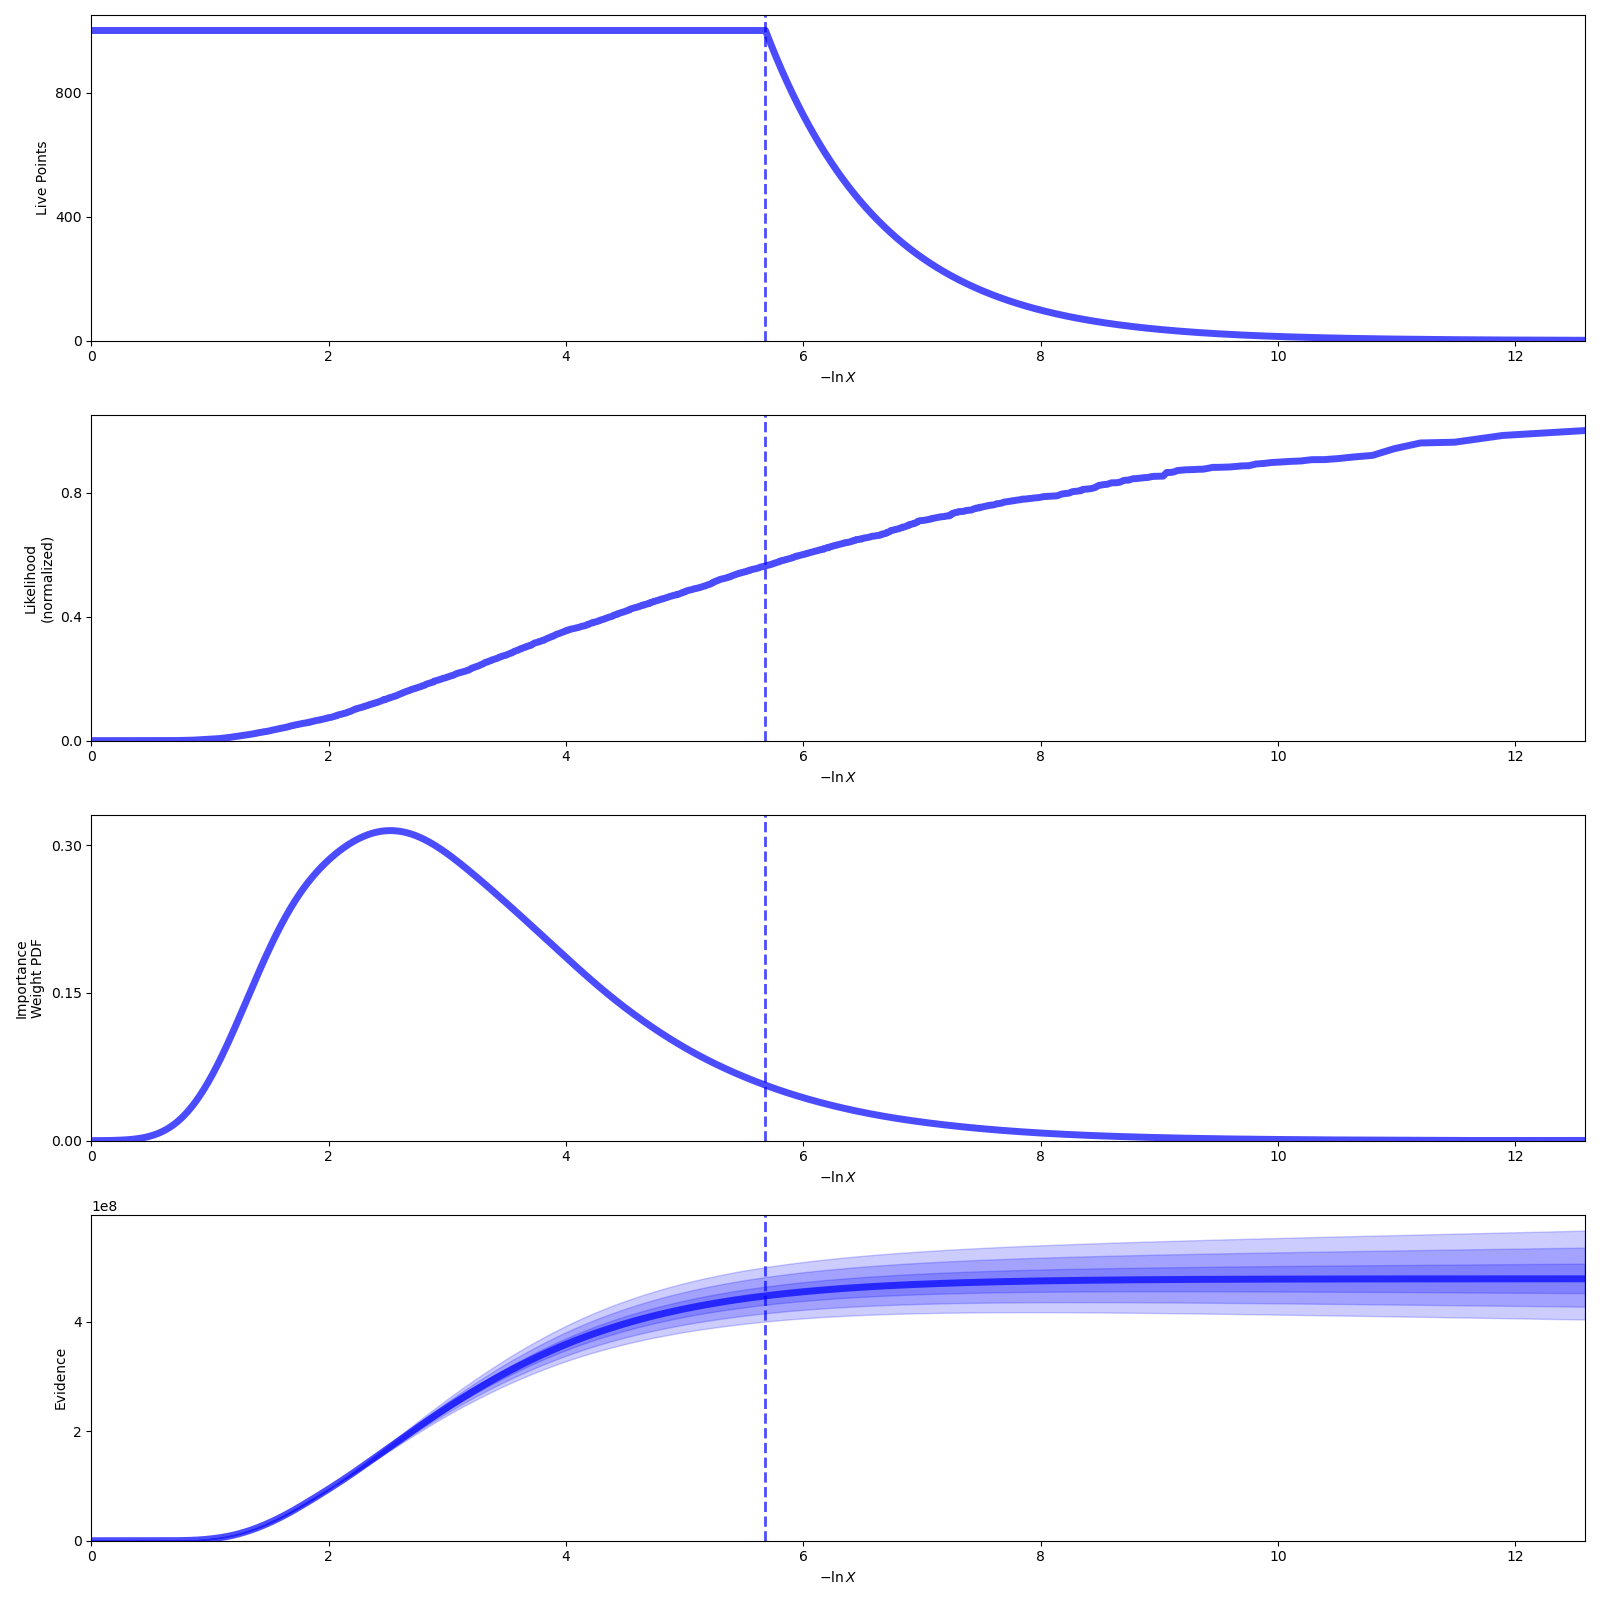 800
400
0
Live Points
0 2 4 6 8 10 12
−ln X
0.8
0.4
0.0
Likelihood
(normalized)
0 2 4 6 8 10 12
−ln X
0.30
0.15
0.00
Importance
Weight PDF
0 2 4 6 8 10 12
−ln X
1e8
4
2
0
Evidence
0 2 4 6 8 10 12
−ln X